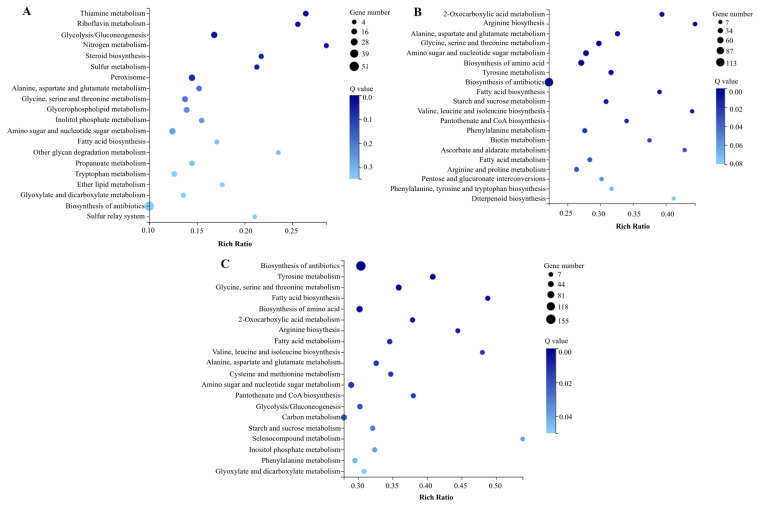 A
Thiamine metabolism
Riboflavin metabolism
Glycolysis/Gluconeogenesis
Nitrogen metabolism
Steroid biosynthesis
Sulfur metabolism
Peroxisome
Alanine, aspartate and glutamate metabolism
Glycine, serine and threonine metabolism
Glycerophospholipid metabolism
Inolitol phosphate metabolism
Amino sugar and nucleotide sugar metabolism
Fatty acid biosynthesis
Other glycan degradation metabolism
Propanoate metabolism
Tryptophan metabolism
Ether lipid metabolism
Glyoxylate and dicarboxylate metabolism
Biosynthesis of antibiotics
Sulfur relay system
0.10
0.15
0.20
0.25
Rich Ratio
Gene number
4
16
28
39
51
Q value
0.0
0.1
0.2
0.3
B
2-Oxocarboxylic acid metabolism
Arginine biosythesis
Alanine, aspartate and glutamate metabolism
Glycine, serine and threonine metabolism
Amino sugar and nucleotide sugar metabolism
Biosynthesis of amino acid
Tyrosine metabolism
Biosynthesis of antibiotics
Fatty acid biosynthesis
Starch and sucrose metabolism
Valine, leucine and isoleucine biosynthesis
Pantothenate and CoA biosynthesis
Phenylalanine metabolism
Biotin metabolism
Ascorbate and aldarate metabolism
Fatty acid metabolism
Arginine and proline metabolism
Pentose and glucuronate interconversions
Phenylalanine, tyrosine and tryptophan biosynthesis
Diterpenoid biosynthesis
0.25
0.30
0.35
0.40
Rich Ratio
Gene number
7
34
60
87
113
Q value
0.00
0.02
0.04
0.06
0.08
C
Biosynthesis of antibiotics
Tyrosine metabolism
Glycine, serine and threonine metabolism
Fatty acid biosynthesis
Biosynthesis of amino acid
2-Oxocarboxylic acid metabolism
Arginine biosythesis
Fatty acid metabolism
Valine, leucine and isoleucine biosynthesis
Alanine, aspartate and glutamate metabolism
Cysteine and methionine metabolism
Amino sugar and nucleotide sugar metabolism
Pantothenate and CoA biosynthesis
Glycolysis/Gluconeogenesis
Carbon metabolism
Starch and sucrose metabolism
Selenocompound metabolism
Inositol phosphate metabolism
Phenylalanine metabolism
Glyoxylate and dicarboxylate metabolism
0.30
0.35
0.40
0.45
0.50
Rich Ratio
Gene number
7
44
81
118
155
Q value
0.00
0.02
0.04